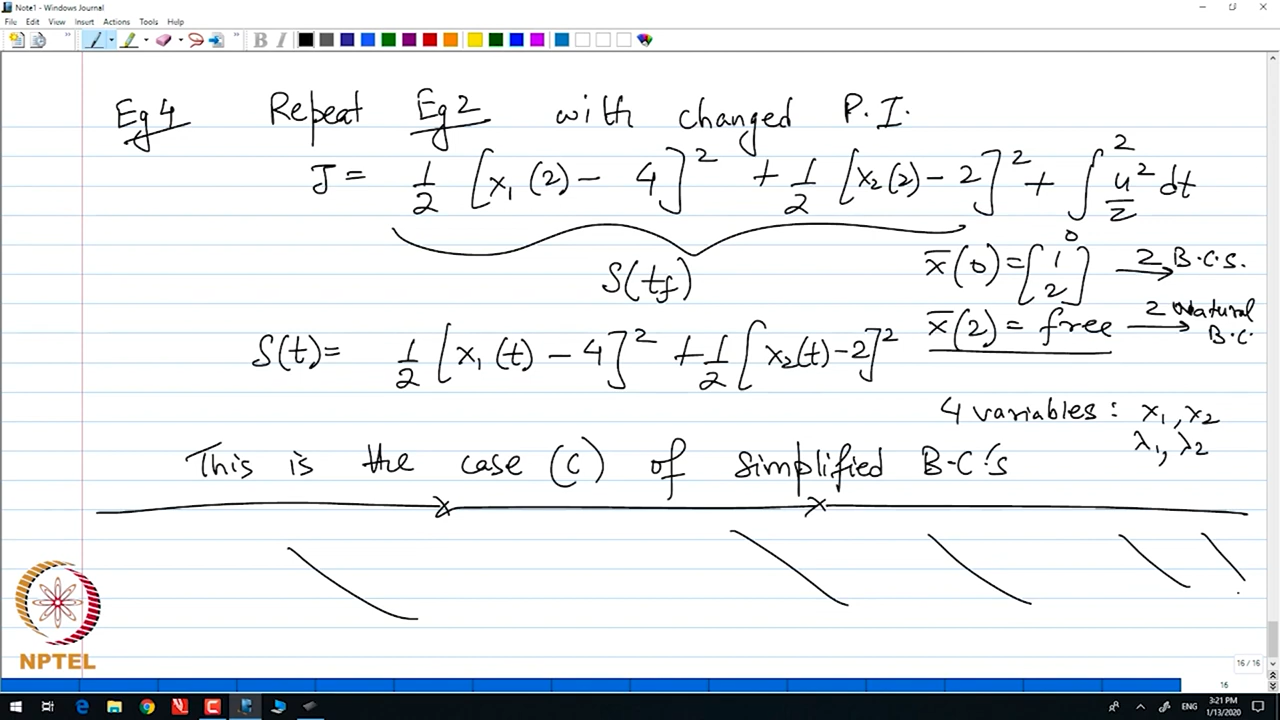 Note1 - Windows Journal
File Edit View Insert Actions Tools Help
B I
Eg 4 Repeat Eg 2 with changed P.I.
J = 1/2 [x₁(2) - 4]² + 1/2 [x₂(2) - 2]² + ∫₀² u²/2 dt
S(tf)
x̄(0) = [1 2] → 2 B.C.s.
x̄(2) = free → 2 Natural B.C.
S(t) = 1/2 [x₁(t) - 4]² + 1/2 [x₂(t) - 2]²
4 variables : x₁, x₂
λ₁, λ₂
This is the case (C) of simplified B-C's
NPTEL
16 / 16
16
ENG
3:21 PM
1/13/2020